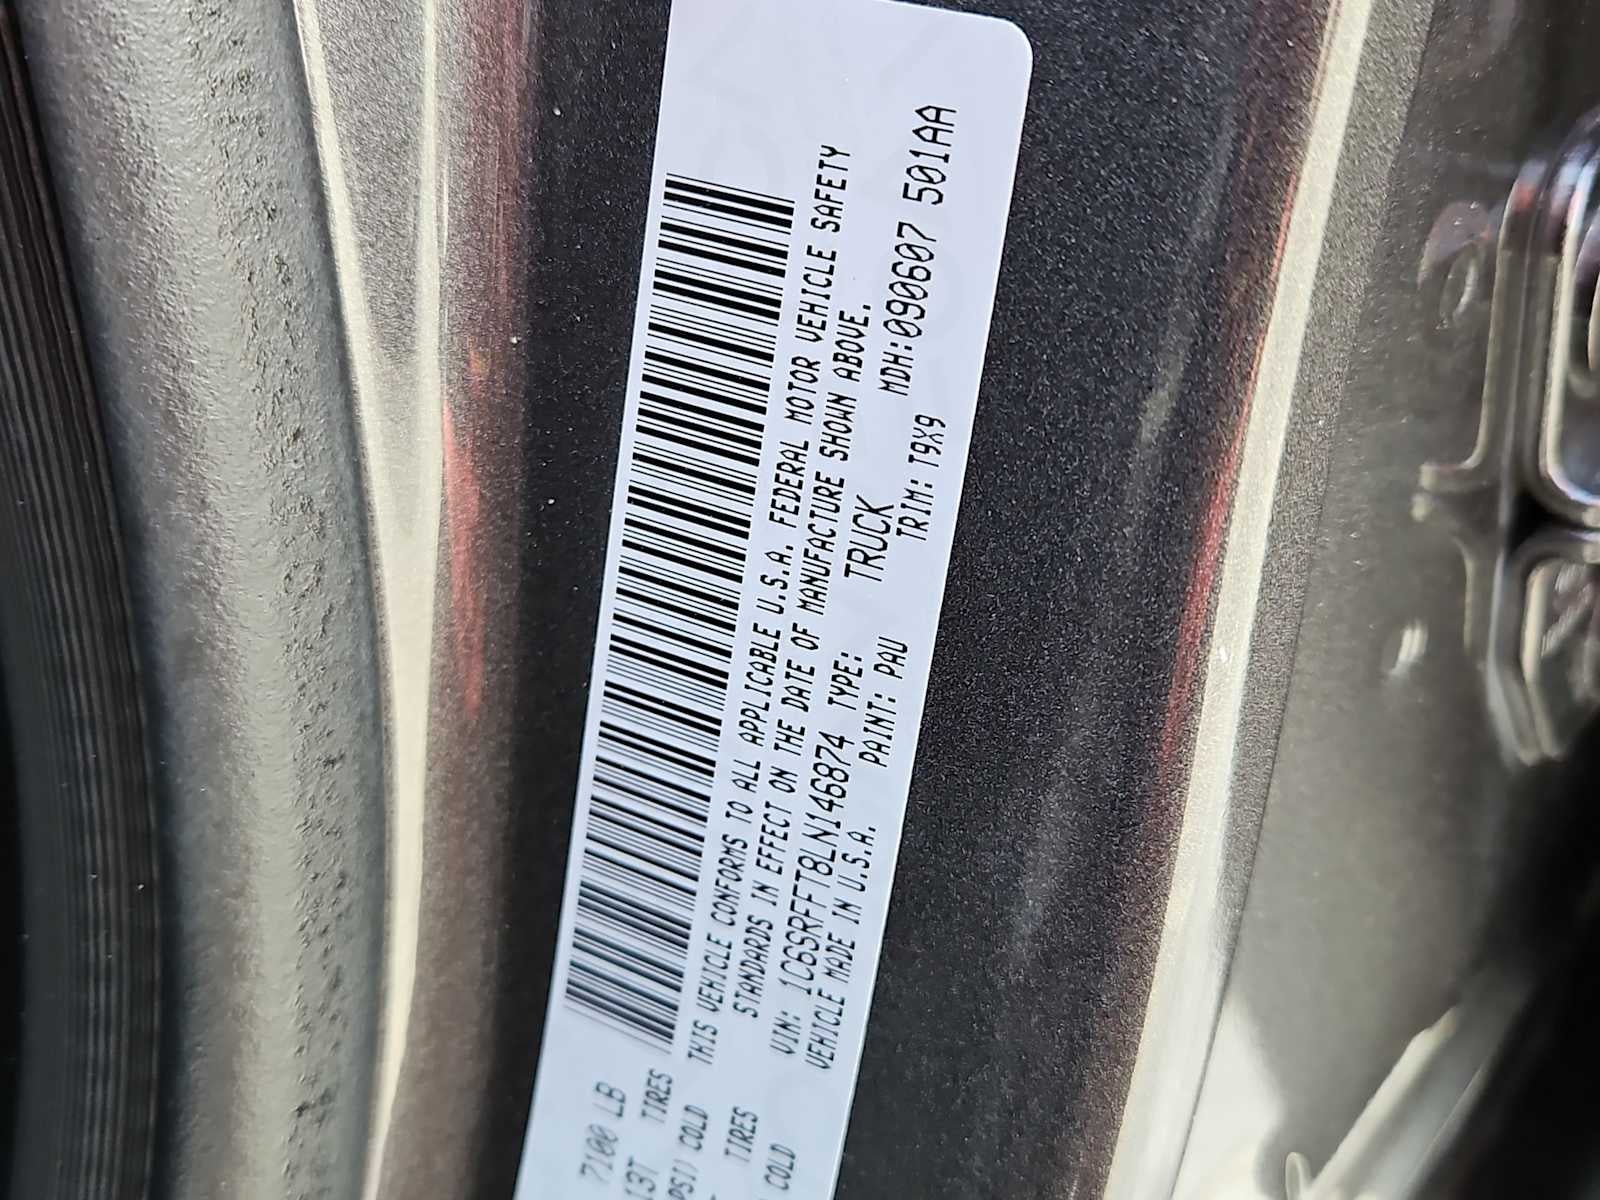 7100 LB
13T TIRES
PSI) COLD
TIRES
COLD
THIS VEHICLE CONFORMS TO ALL APPLICABLE U.S.A. FEDERAL MOTOR VEHICLE SAFETY
STANDARDS IN EFFECT ON THE DATE OF MANUFACTURE SHOWN ABOVE.
VIN: 1C6SRFFT8LN146874 TYPE: TRUCK MDH:090607 501AA
VEHICLE MADE IN U.S.A. PAINT: PAU TRIM: T9X9